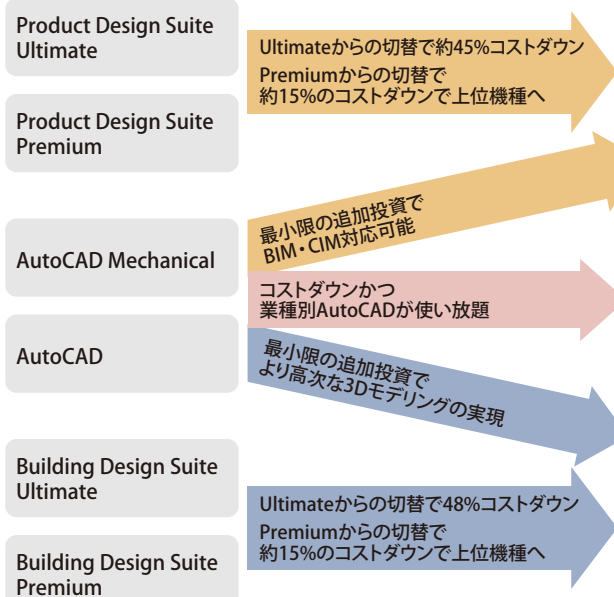 Product Design Suite
Ultimate
Ultimateからの切替で約45%コストダウン
Premiumからの切替で
約15%のコストダウンで上位機種へ
Product Design Suite
Premium
最小限の追加投資で
BIM・CIM対応可能
AutoCAD Mechanical
コストダウンかつ
業種別AutoCADが使い放題
AutoCAD
最小限の追加投資で
より高次な3Dモデリングの実現
Building Design Suite
Ultimate
Ultimateからの切替で48%コストダウン
Premiumからの切替で
約15%のコストダウンで上位機種へ
Building Design Suite
Premium